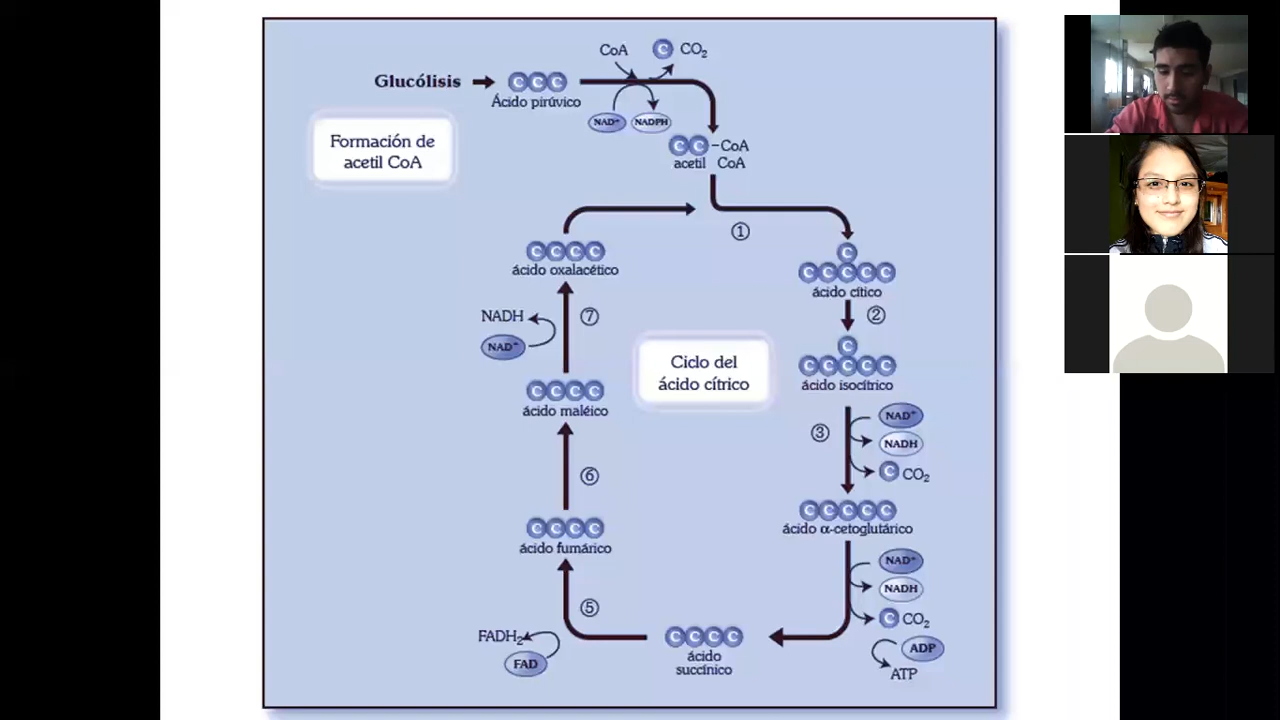 CoA
C CO₂
Glucólisis
C C C
Ácido pirúvico
NAD⁺
NADPH
Formación de
acetil CoA
C C –CoA
acetil CoA
①
C C C C
ácido oxalacético
C
C C C C C
ácido cítico
NADH
⑦
②
NAD⁺
C
C C C C C
ácido isocítrico
Ciclo del
ácido cítrico
C C C C
ácido maléico
NAD⁺
③
NADH
C CO₂
⑥
C C C C C
ácido α-cetoglutárico
C C C C
ácido fumárico
NAD⁺
NADH
⑤
C CO₂
FADH₂
FAD
C C C C
ácido
succínico
ADP
ATP